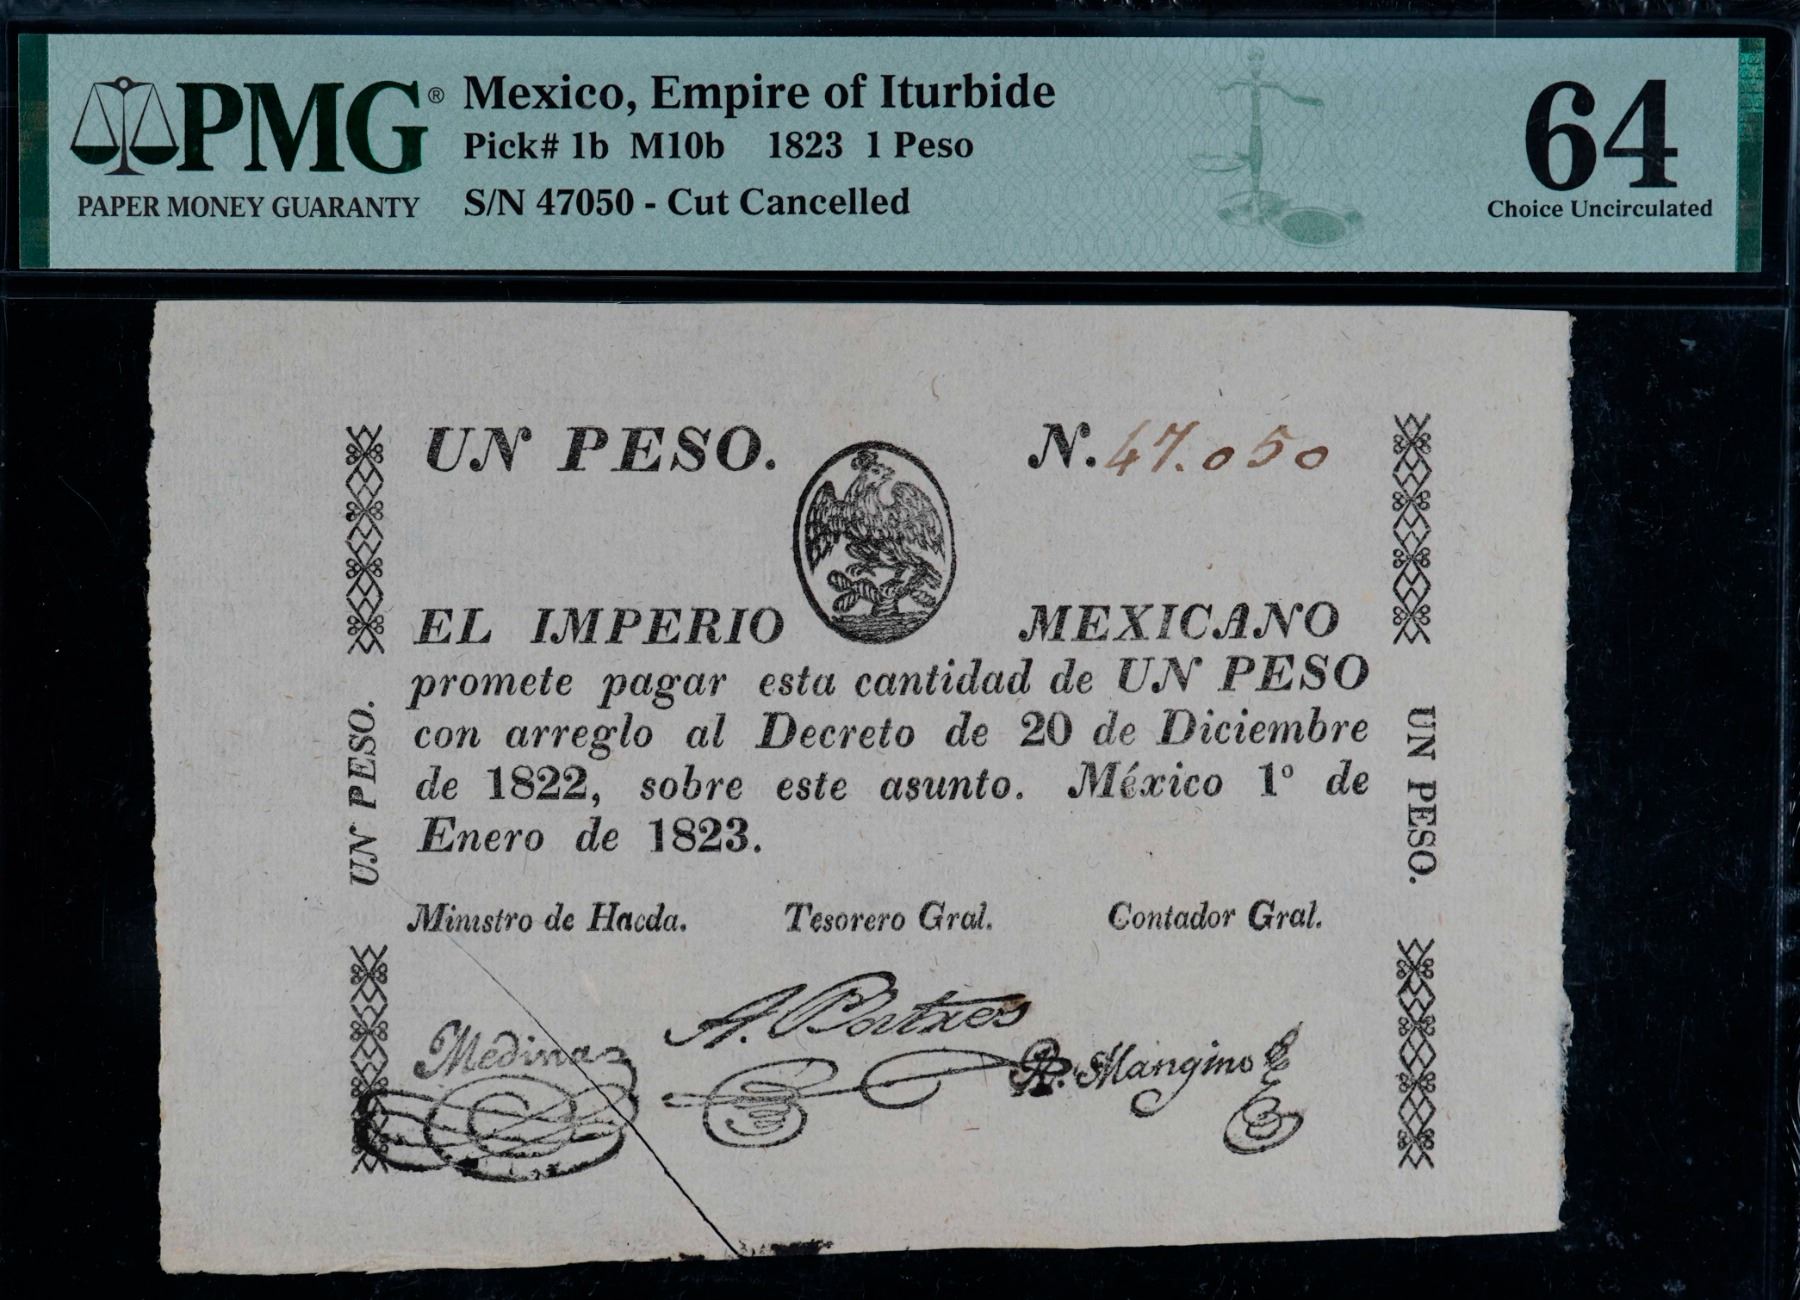 PMG®
PAPER MONEY GUARANTY
Mexico, Empire of Iturbide
Pick# 1b M10b 1823 1 Peso
S/N 47050 - Cut Cancelled
64
Choice Uncirculated
UN PESO. N. 47.050
EL IMPERIO MEXICANO
promete pagar esta cantidad de UN PESO
con arreglo al Decreto de 20 de Diciembre
de 1822, sobre este asunto. México 1º de
Enero de 1823.
UN PESO.
UN PESO.
Ministro de Hacda. Tesorero Gral. Contador Gral.
Medina
A. Batres
R. Mangino